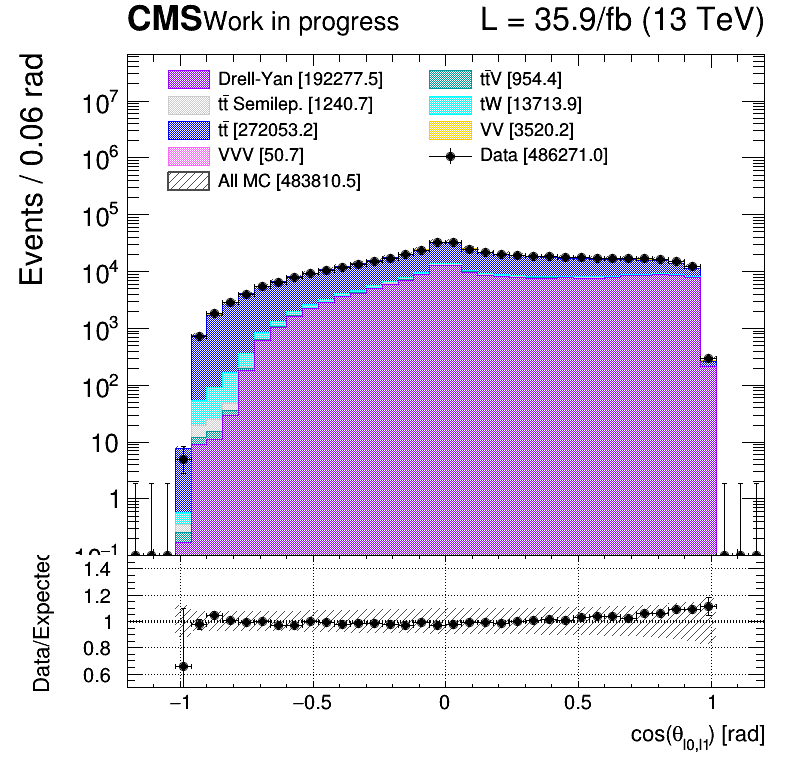 CMS Work in progress L = 35.9/fb (13 TeV)
Events / 0.06 rad
Drell-Yan [192277.5]
tt̄ Semilep. [1240.7]
tt̄ [272053.2]
VVV [50.7]
All MC [483810.5]
tt̄V [954.4]
tW [13713.9]
VV [3520.2]
Data [486271.0]
10⁷
10⁶
10⁵
10⁴
10³
10²
10
1
10⁻¹
Data/Expected
1.4
1.2
1
0.8
0.6
−1 −0.5 0 0.5 1
cos(θ_l0,l1) [rad]